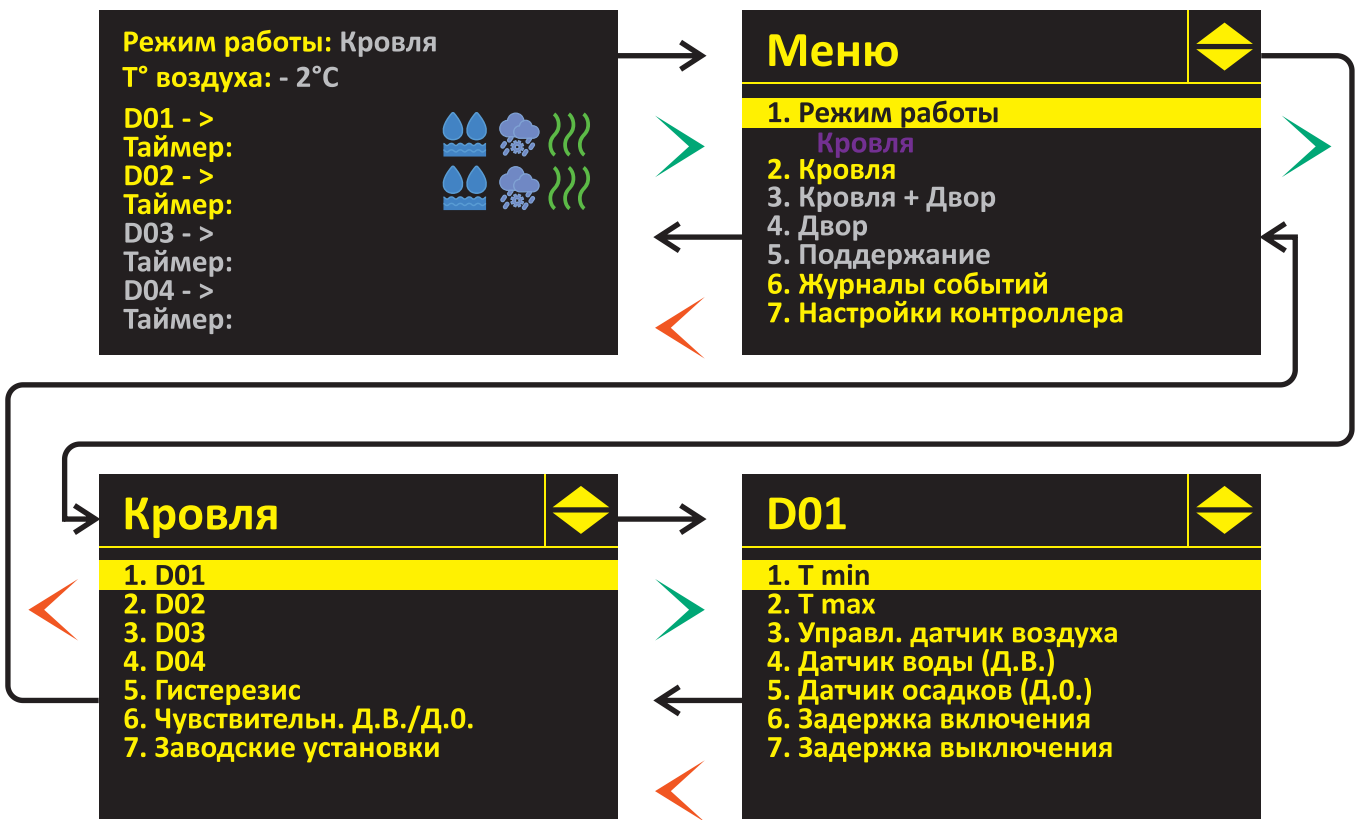 Режим работы: Кровля
T° воздуха: - 2°C
D01 - >
Таймер:
D02 - >
Таймер:
D03 - >
Таймер:
D04 - >
Таймер:
Меню
1. Режим работы
Кровля
2. Кровля
3. Кровля + Двор
4. Двор
5. Поддержание
6. Журналы событий
7. Настройки контроллера
Кровля
1. D01
2. D02
3. D03
4. D04
5. Гистерезис
6. Чувствительн. Д.В./Д.О.
7. Заводские установки
D01
1. T min
2. T max
3. Управл. датчик воздуха
4. Датчик воды (Д.В.)
5. Датчик осадков (Д.О.)
6. Задержка включения
7. Задержка выключения